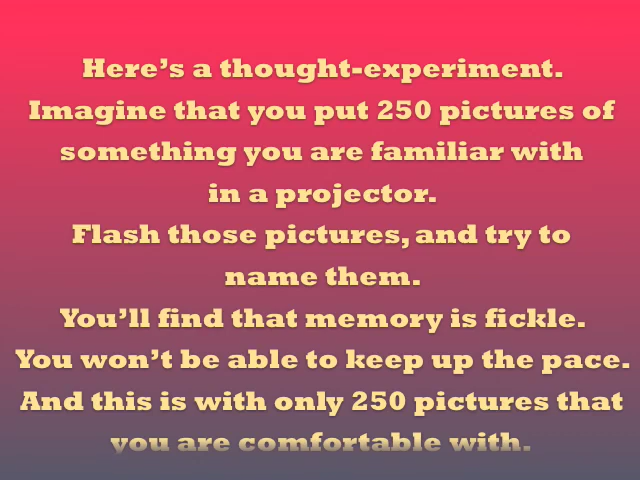 Here's a thought-experiment.
Imagine that you put 250 pictures of
something you are familiar with
in a projector.
Flash those pictures, and try to
name them.
You'll find that memory is fickle.
You won't be able to keep up the pace.
And this is with only 250 pictures that
you are comfortable with.